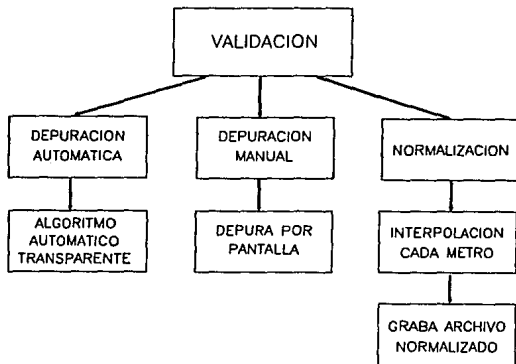 VALIDACION
DEPURACION
AUTOMATICA
DEPURACION
MANUAL
NORMALIZACION
ALGORITMO
AUTOMATICO
TRANSPARENTE
DEPURA POR
PANTALLA
INTERPOLACION
CADA METRO
GRABA ARCHIVO
NORMALIZADO